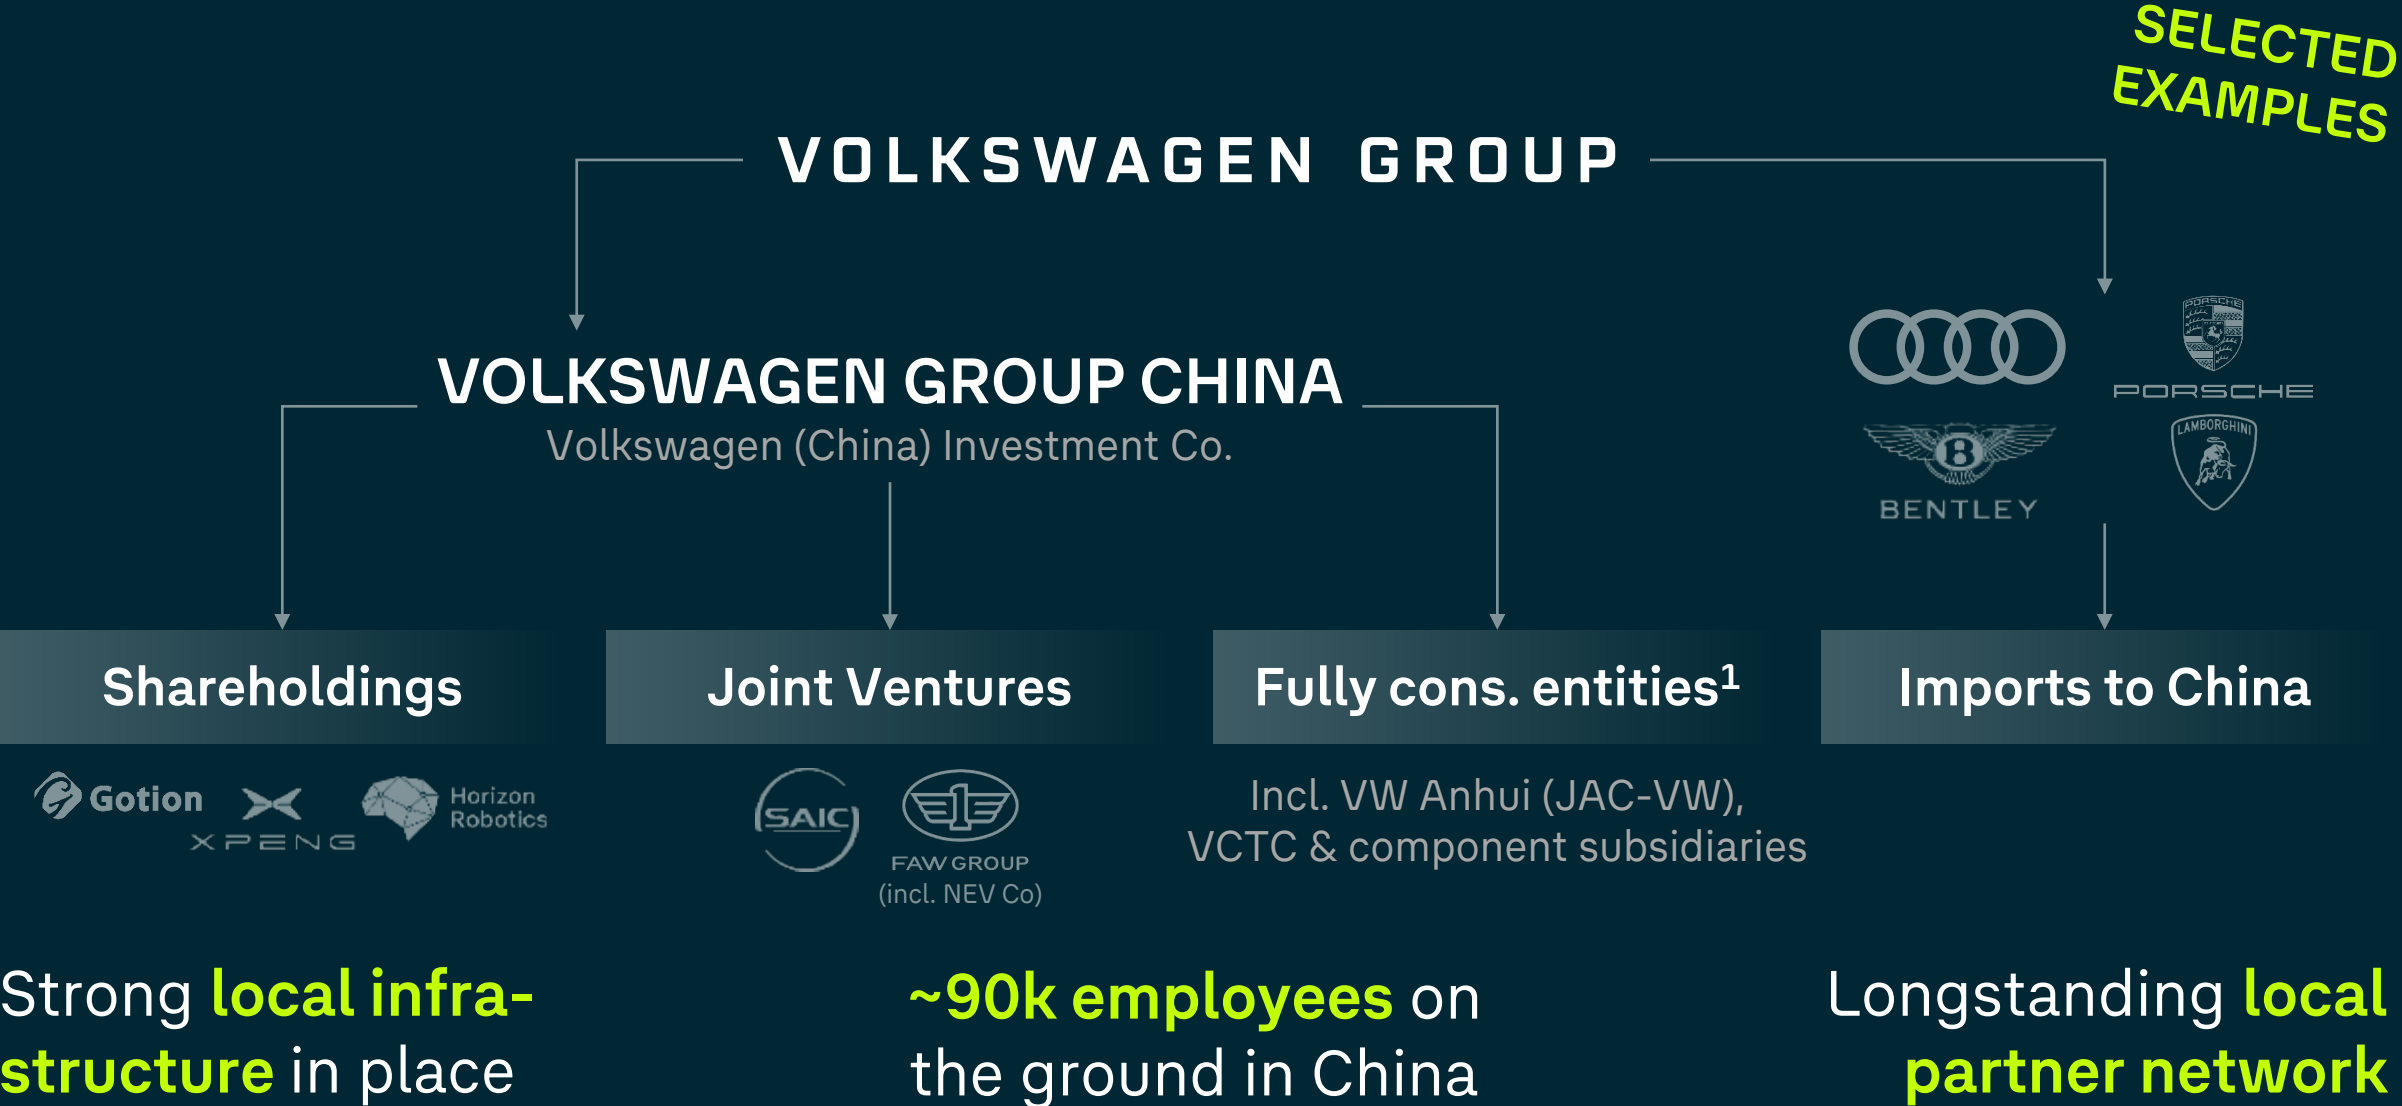 SELECTED
EXAMPLES
VOLKSWAGEN GROUP
VOLKSWAGEN GROUP CHINA
Volkswagen (China) Investment Co.
PORSCHE
PORSCHE
LAMBORGHINI
B
BENTLEY
Shareholdings
Joint Ventures
Fully cons. entities¹
Imports to China
Gotion
XPENG
Horizon
Robotics
SAIC
1
FAW GROUP
(incl. NEV Co)
Incl. VW Anhui (JAC-VW),
VCTC & component subsidiaries
Strong local infra-
structure in place
~90k employees on
the ground in China
Longstanding local
partner network